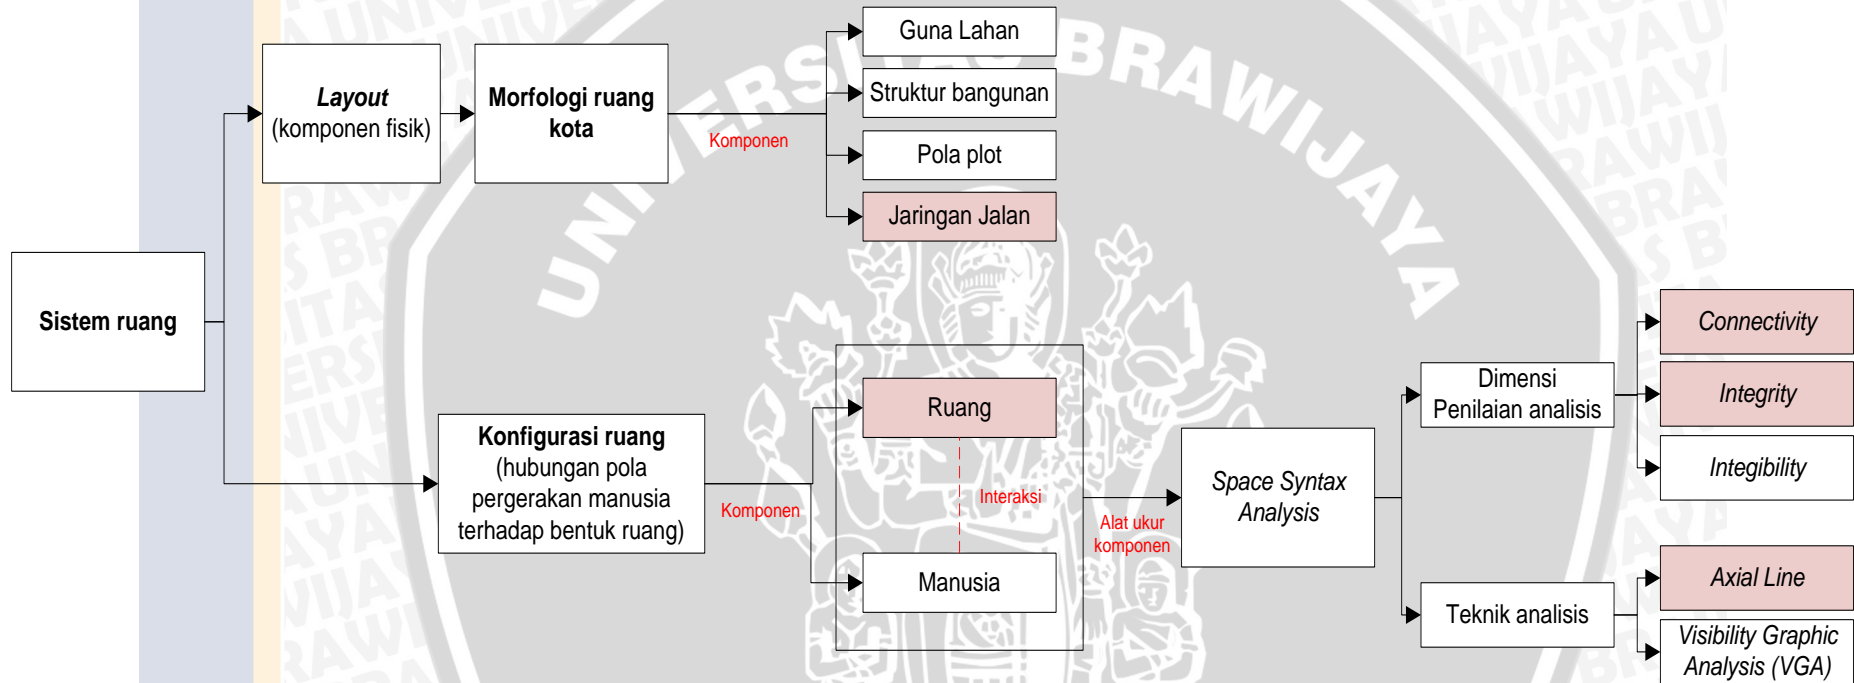 Guna Lahan
Layout
(komponen fisik)
Morfologi ruang
kota
Struktur bangunan
Komponen
Pola plot
Jaringan Jalan
UNIVERSITAS BRAWIJAYA
Sistem ruang
Connectivity
Dimensi
Penilaian analisis
Integrity
Ruang
Konfigurasi ruang
(hubungan pola
pergerakan manusia
terhadap bentuk ruang)
Komponen
Interaksi
Integibility
Space Syntax
Analysis
Alat ukur
komponen
Manusia
Axial Line
Teknik analisis
Visibility Graphic
Analysis (VGA)